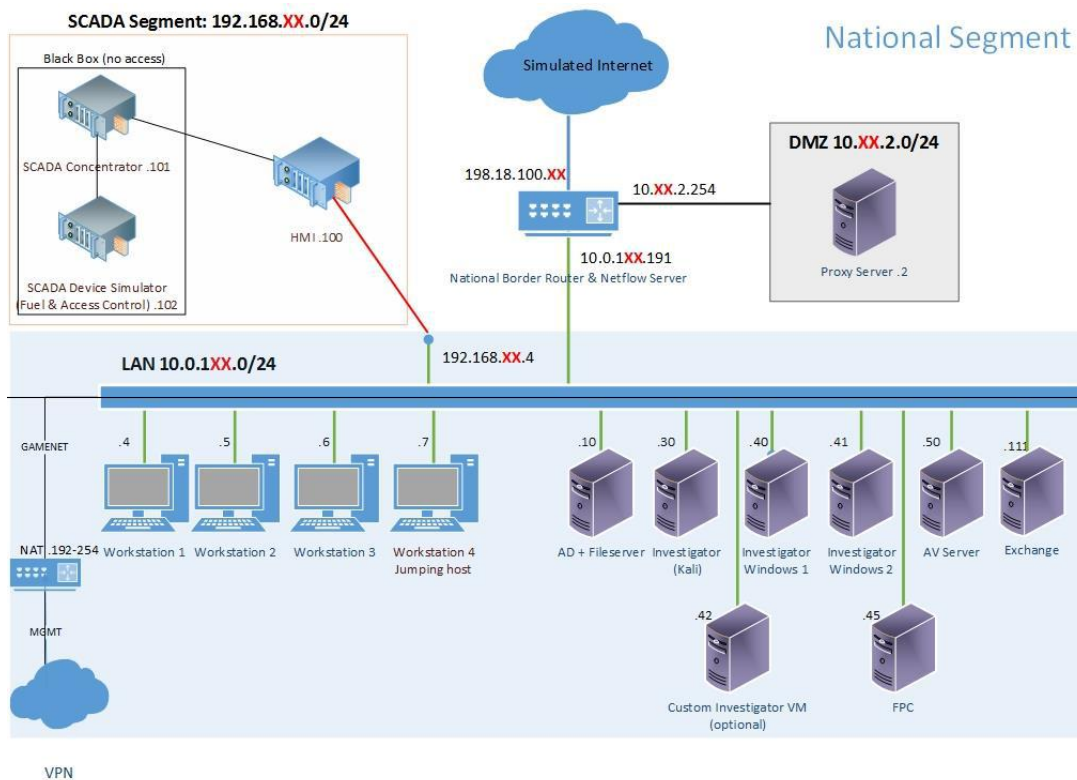 SCADA Segment: 192.168.XX.0/24
National Segment
Black Box (no access)
SCADA Concentrator .101
SCADA Device Simulator
(Fuel & Access Control) .102
HMI .100
Simulated Internet
198.18.100.XX
10.XX.2.254
10.0.1XX.191
National Border Router & Netflow Server
DMZ 10.XX.2.0/24
Proxy Server .2
192.168.XX.4
LAN 10.0.1XX.0/24
GAMENET
.4
.5
.6
.7
.10
.30
.40
.41
.50
.111
NAT .192-254
Workstation 1
Workstation 2
Workstation 3
Workstation 4
Jumping host
AD + Fileserver
Investigator
(Kali)
Investigator
Windows 1
Investigator
Windows 2
AV Server
Exchange
MGMT
.42
.45
Custom Investigator VM
(optional)
FPC
VPN